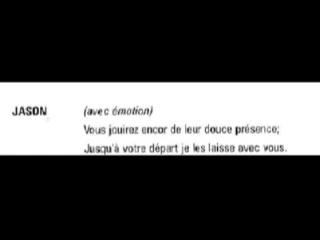 JASON (avec émotion)
Vous jouirez encor de leur douce présence;
Jusqu'à votre départ je les laisse avec vous.